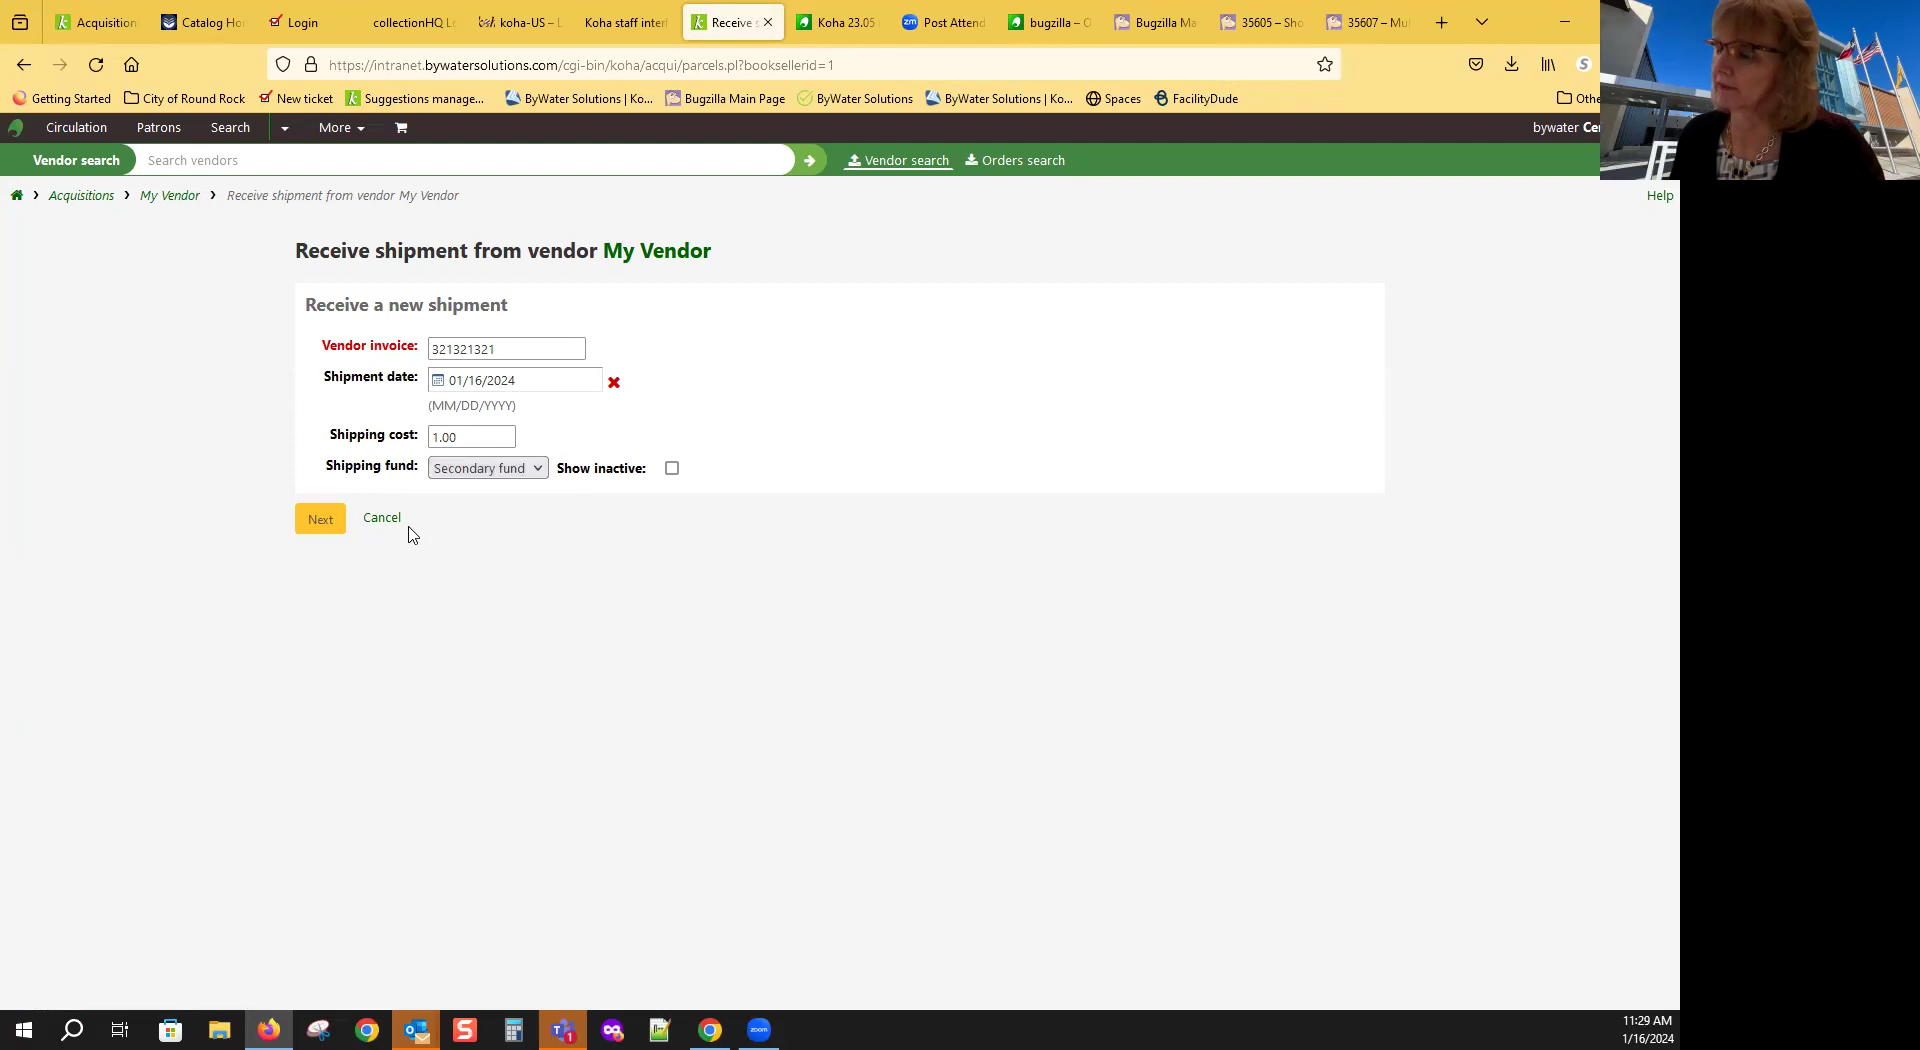 Acquisition
Catalog Ho
Login
collectionHQ Lo
koha-US – L
Koha staff interf
Receive s
Koha 23.05
Post Attend
bugzilla – O
Bugzilla Ma
35605 – Sho
35607 – Mul
https://intranet.bywatersolutions.com/cgi-bin/koha/acqui/parcels.pl?booksellerid=1
Getting Started
City of Round Rock
New ticket
Suggestions manage...
ByWater Solutions | Ko...
Bugzilla Main Page
ByWater Solutions
ByWater Solutions | Ko...
Spaces
FacilityDude
Othe
Circulation
Patrons
Search
More
bywater Cen
Vendor search
Search vendors
Vendor search
Orders search
Acquisitions
My Vendor
Receive shipment from vendor My Vendor
Help
Receive shipment from vendor My Vendor
Receive a new shipment
Vendor invoice: 321321321
Shipment date: 01/16/2024
(MM/DD/YYYY)
Shipping cost: 1.00
Shipping fund: Secondary fund Show inactive:
Next
Cancel
zoom
11:29 AM
1/16/2024